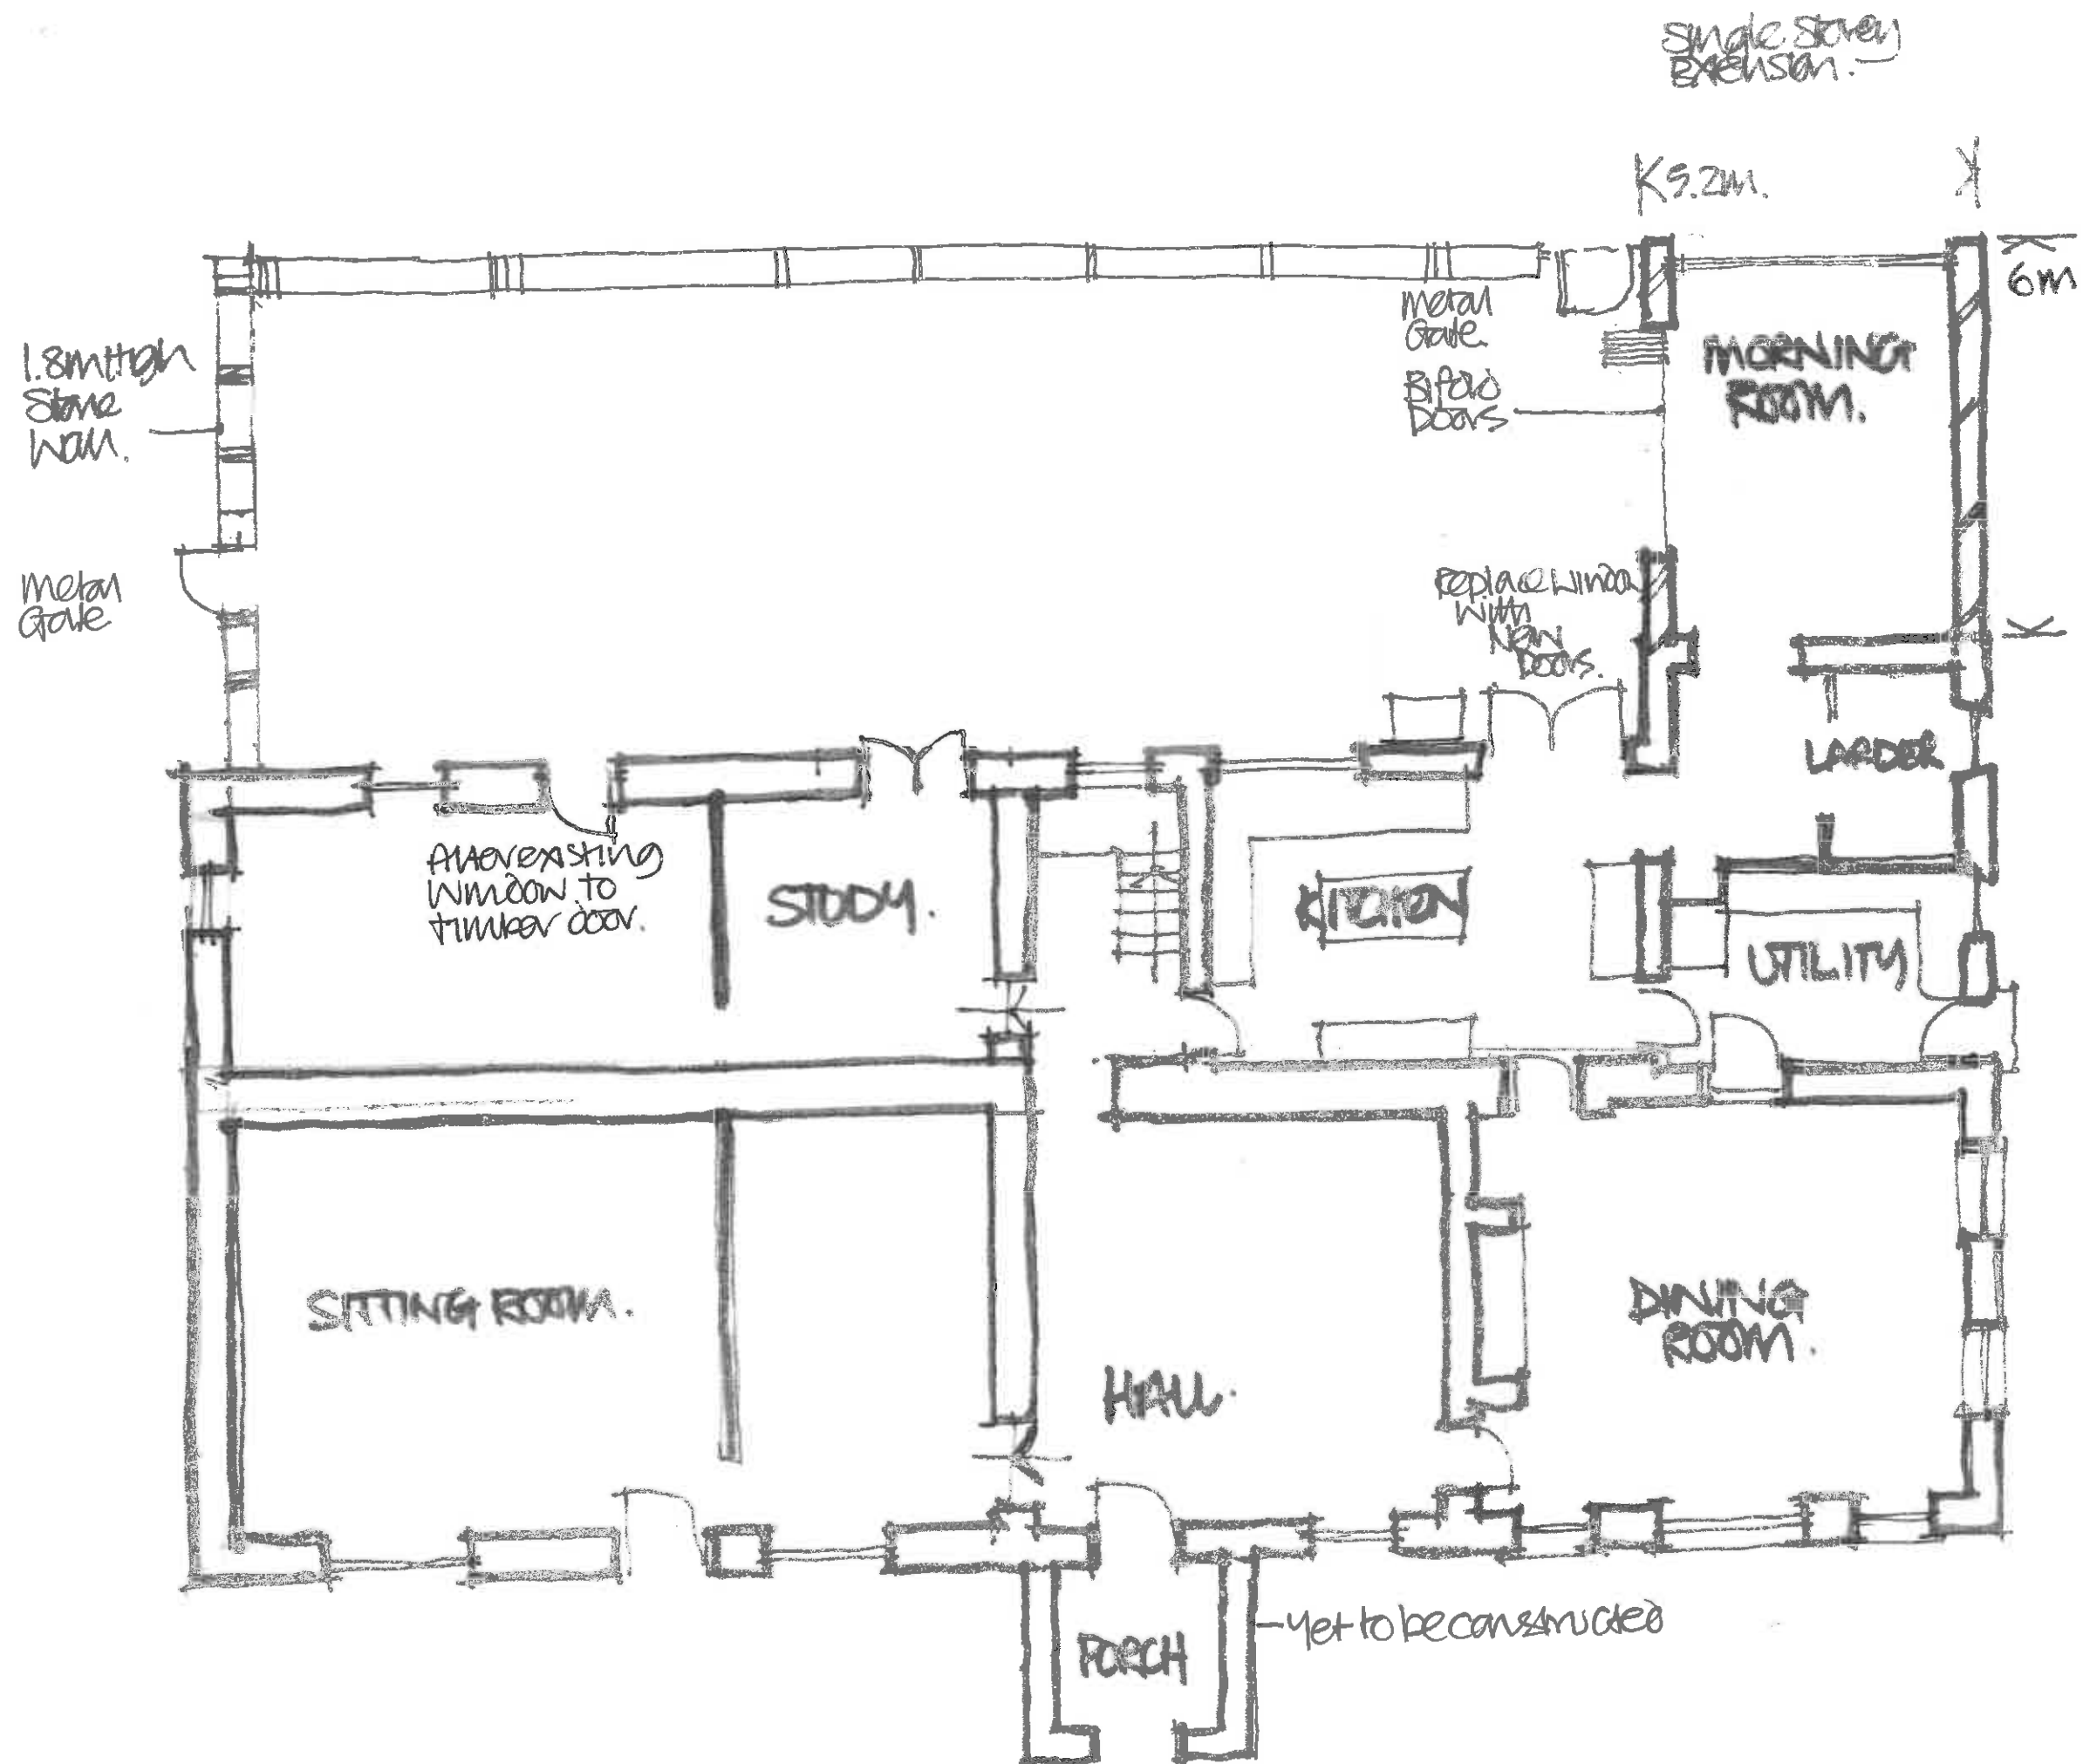 Single Storey
Extension.
5.2m.
6m
1.8m High
Stone
Wall.
Metal
Gate.
Bifold
Doors
MORNING
ROOM.
Metal
Gate
Replace Window
With
New
Doors.
LARDER
Alter existing
Window to
timber door.
STUDY.
KITCHEN
UTILITY
SITTING ROOM.
HALL.
DINING
ROOM.
PORCH
Yet to be constructed